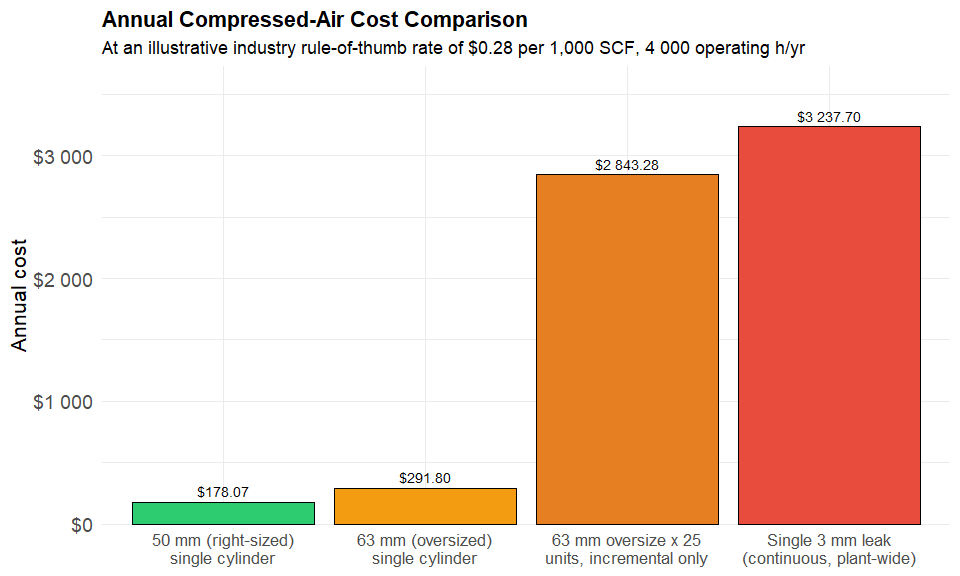 Annual Compressed-Air Cost Comparison
At an illustrative industry rule-of-thumb rate of $0.28 per 1,000 SCF, 4 000 operating h/yr
Annual cost
$3 000
$2 000
$1 000
$0
$178.07
$291.80
$2 843.28
$3 237.70
50 mm (right-sized)
single cylinder
63 mm (oversized)
single cylinder
63 mm oversize x 25
units, incremental only
Single 3 mm leak
(continuous, plant-wide)